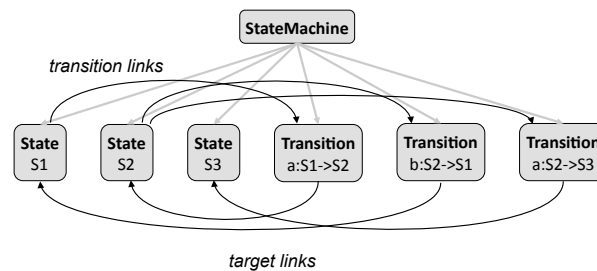 StateMachine
transition links
State
S1
State
S2
State
S3
Transition
a:S1->S2
Transition
b:S2->S1
Transition
a:S2->S3
target links